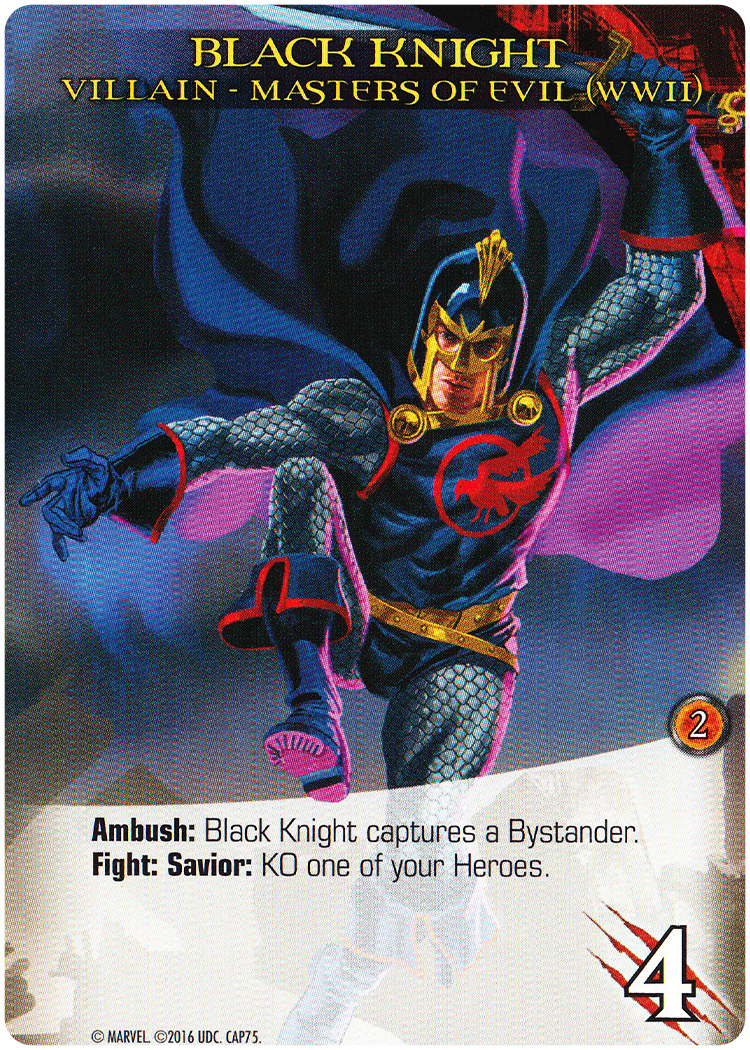 BLACK KNIGHT
VILLAIN - MASTERS OF EVIL (WWII)
2
Ambush: Black Knight captures a Bystander.
Fight: Savior: KO one of your Heroes.
4
© MARVEL. ©2016 UDC. CAP75.